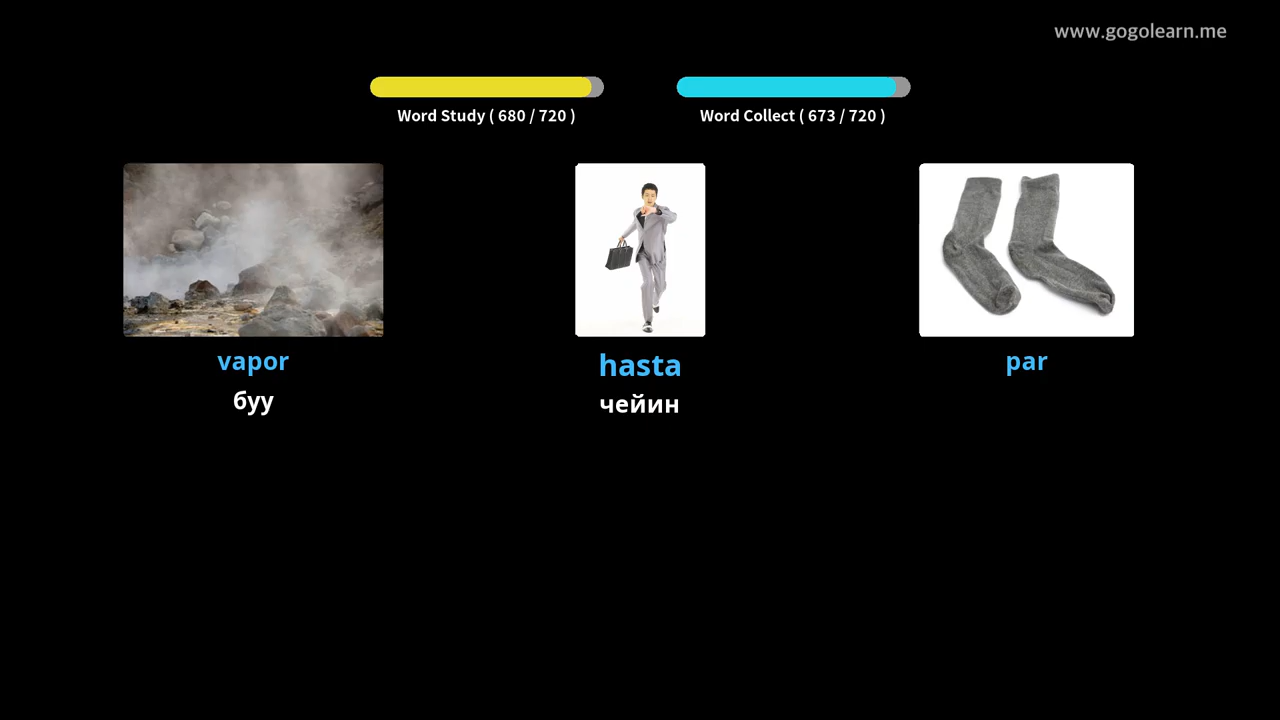 www.gogolearn.me
Word Study ( 680 / 720 )
Word Collect ( 673 / 720 )
vapor
hasta
par
буу
чейин